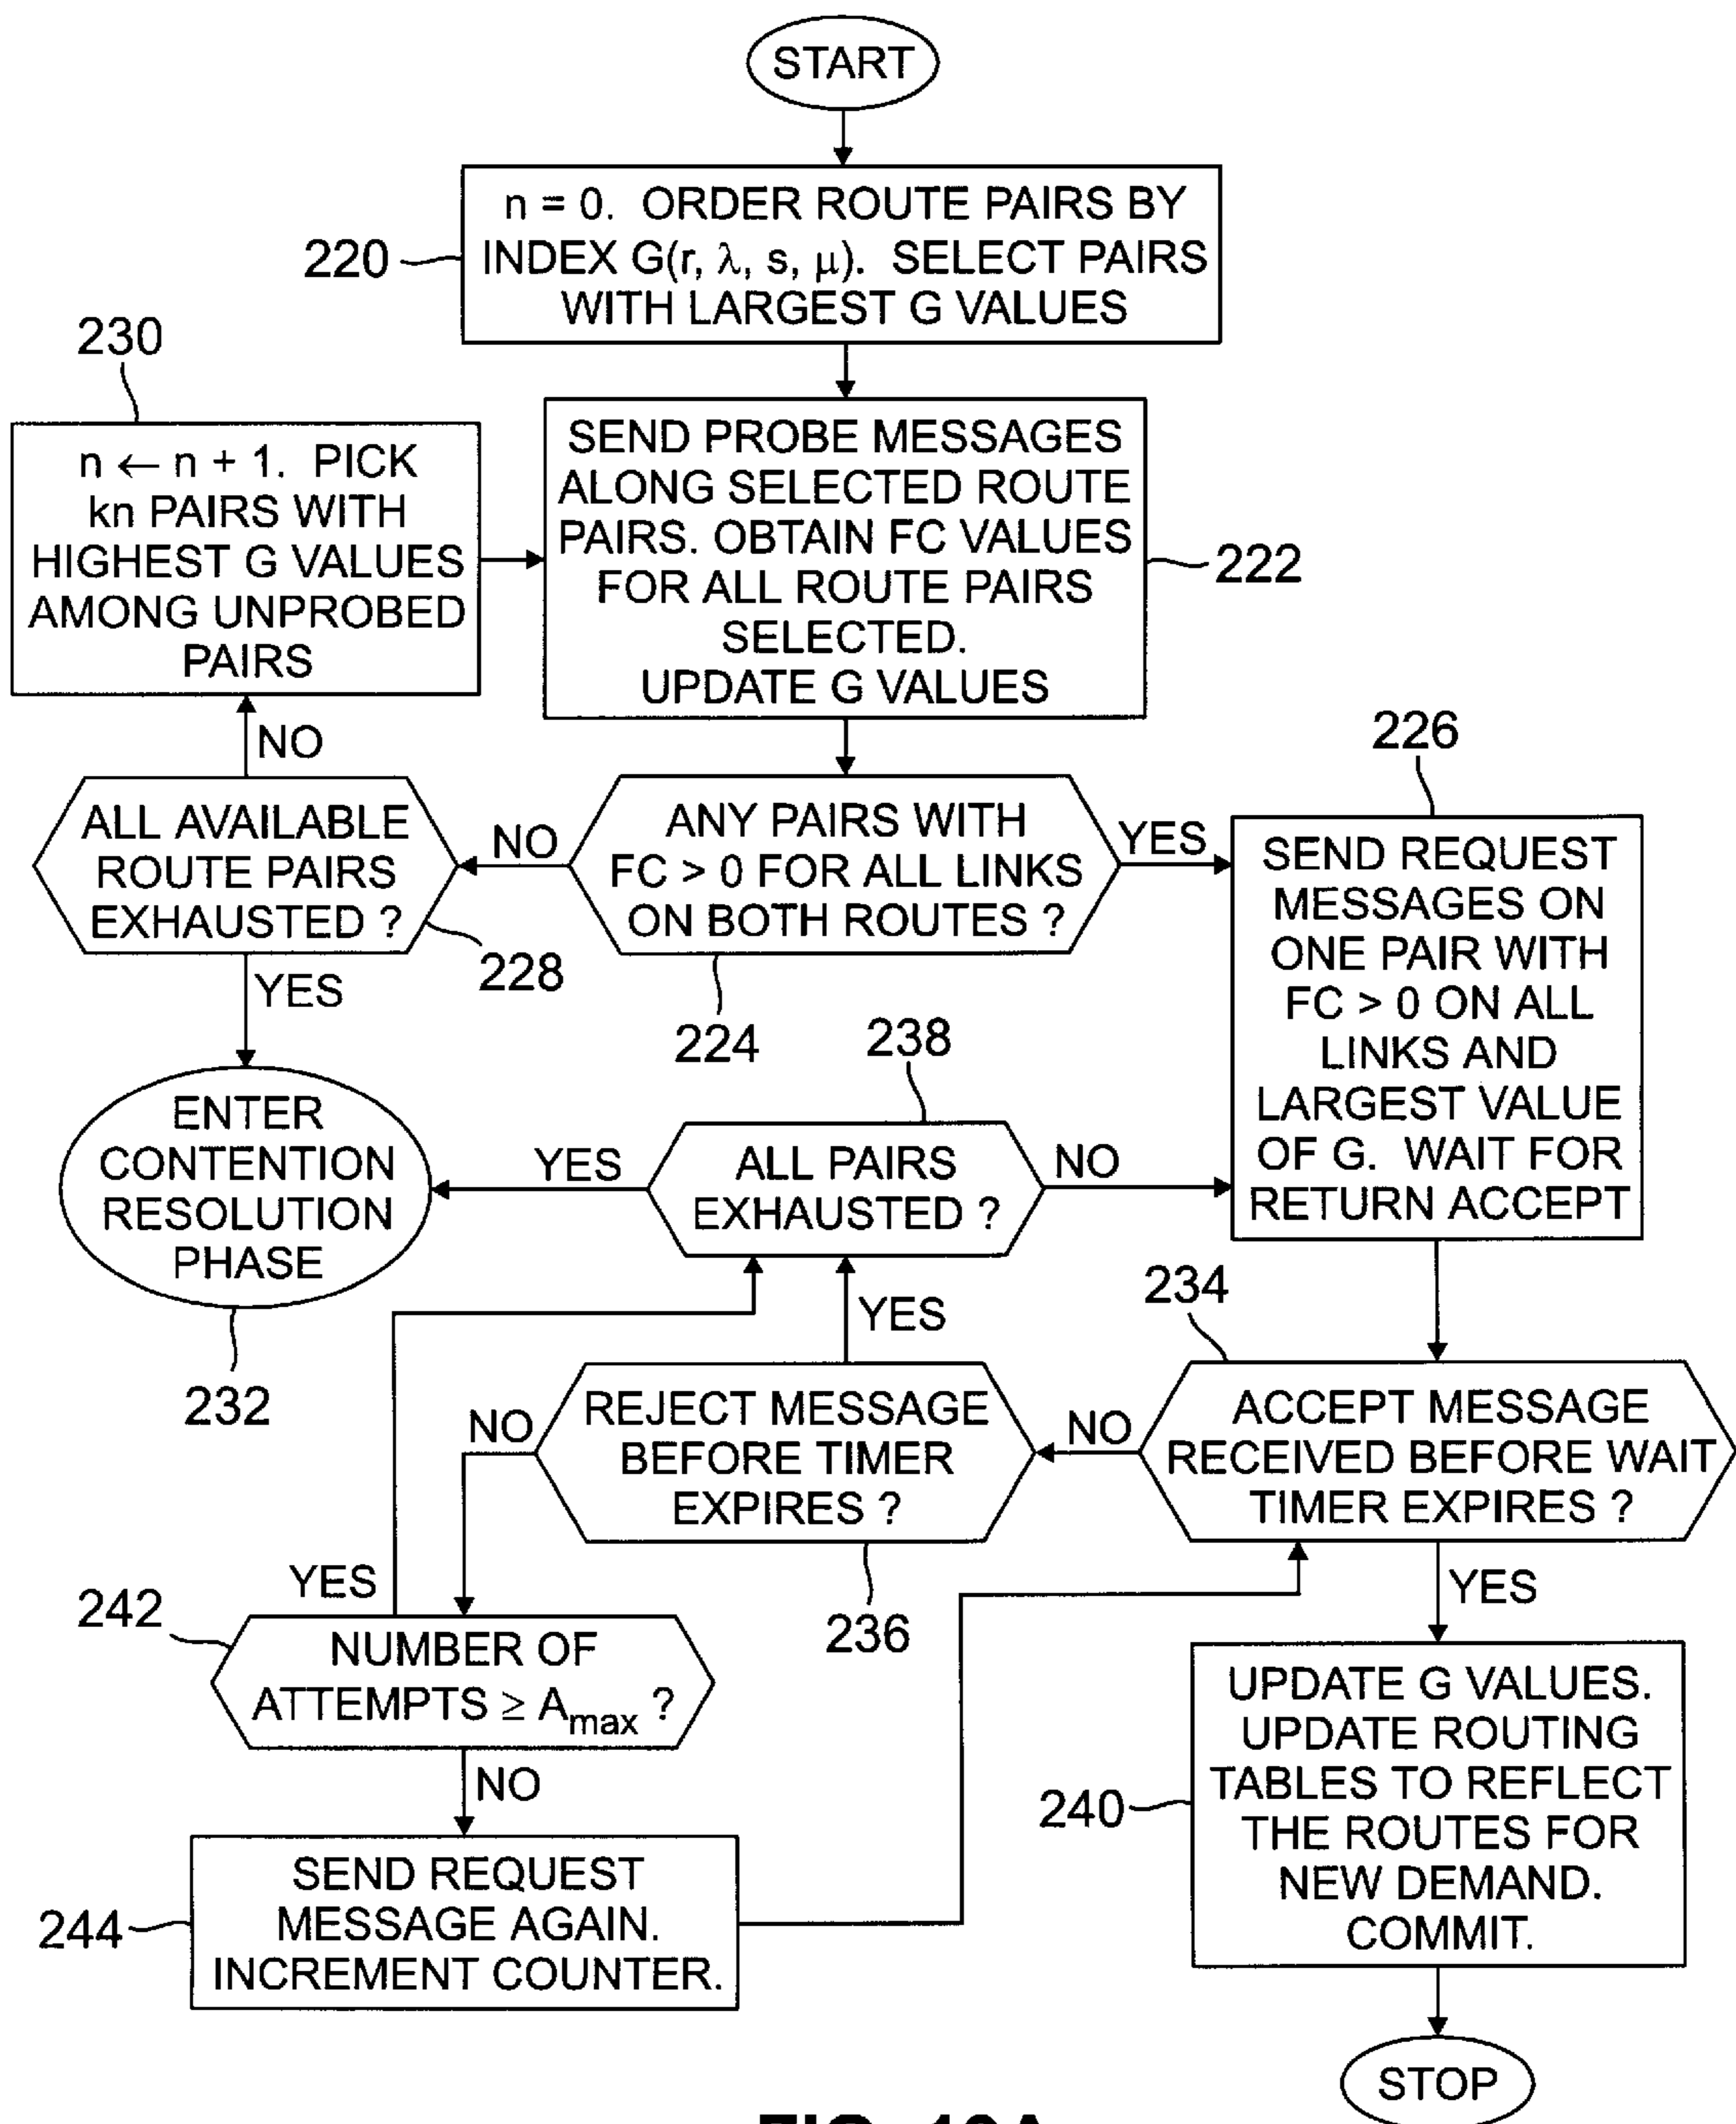 START
n = 0. ORDER ROUTE PAIRS BY
INDEX G(r, λ, s, μ). SELECT PAIRS
WITH LARGEST G VALUES
220
230
n ← n + 1. PICK
kn PAIRS WITH
HIGHEST G VALUES
AMONG UNPROBED
PAIRS
SEND PROBE MESSAGES
ALONG SELECTED ROUTE
PAIRS. OBTAIN FC VALUES
FOR ALL ROUTE PAIRS
SELECTED.
UPDATE G VALUES
222
NO
ALL AVAILABLE
ROUTE PAIRS
EXHAUSTED ?
228
NO
ANY PAIRS WITH
FC > 0 FOR ALL LINKS
ON BOTH ROUTES ?
224
YES
226
SEND REQUEST
MESSAGES ON
ONE PAIR WITH
FC > 0 ON ALL
LINKS AND
LARGEST VALUE
OF G. WAIT FOR
RETURN ACCEPT
YES
ENTER
CONTENTION
RESOLUTION
PHASE
232
YES
238
ALL PAIRS
EXHAUSTED ?
NO
YES
234
ACCEPT MESSAGE
RECEIVED BEFORE WAIT
TIMER EXPIRES ?
NO
REJECT MESSAGE
BEFORE TIMER
EXPIRES ?
236
NO
YES
242
NUMBER OF
ATTEMPTS ≥ Amax ?
NO
244
SEND REQUEST
MESSAGE AGAIN.
INCREMENT COUNTER.
YES
240
UPDATE G VALUES.
UPDATE ROUTING
TABLES TO REFLECT
THE ROUTES FOR
NEW DEMAND.
COMMIT.
STOP